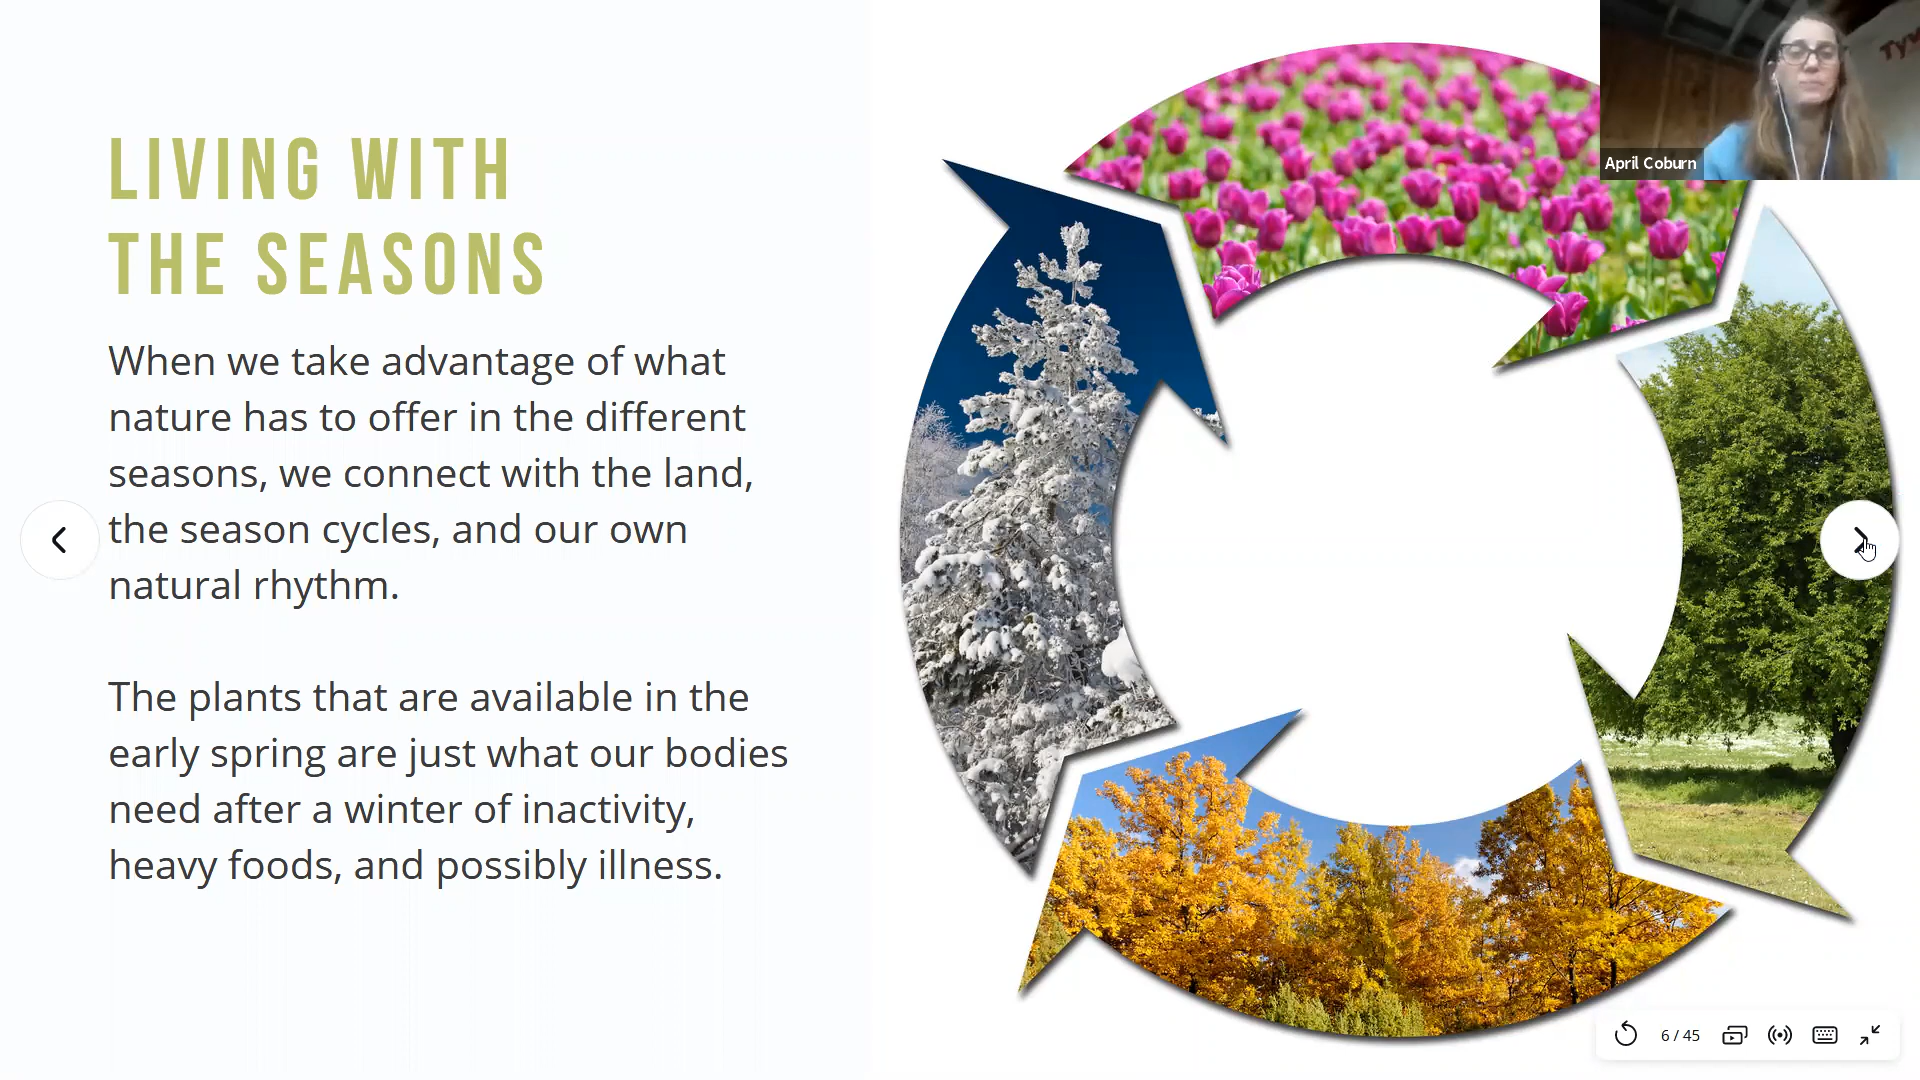 LIVING WITH
THE SEASONS
When we take advantage of what
nature has to offer in the different
seasons, we connect with the land,
the season cycles, and our own
natural rhythm.
The plants that are available in the
early spring are just what our bodies
need after a winter of inactivity,
heavy foods, and possibly illness.
April Coburn
6 / 45